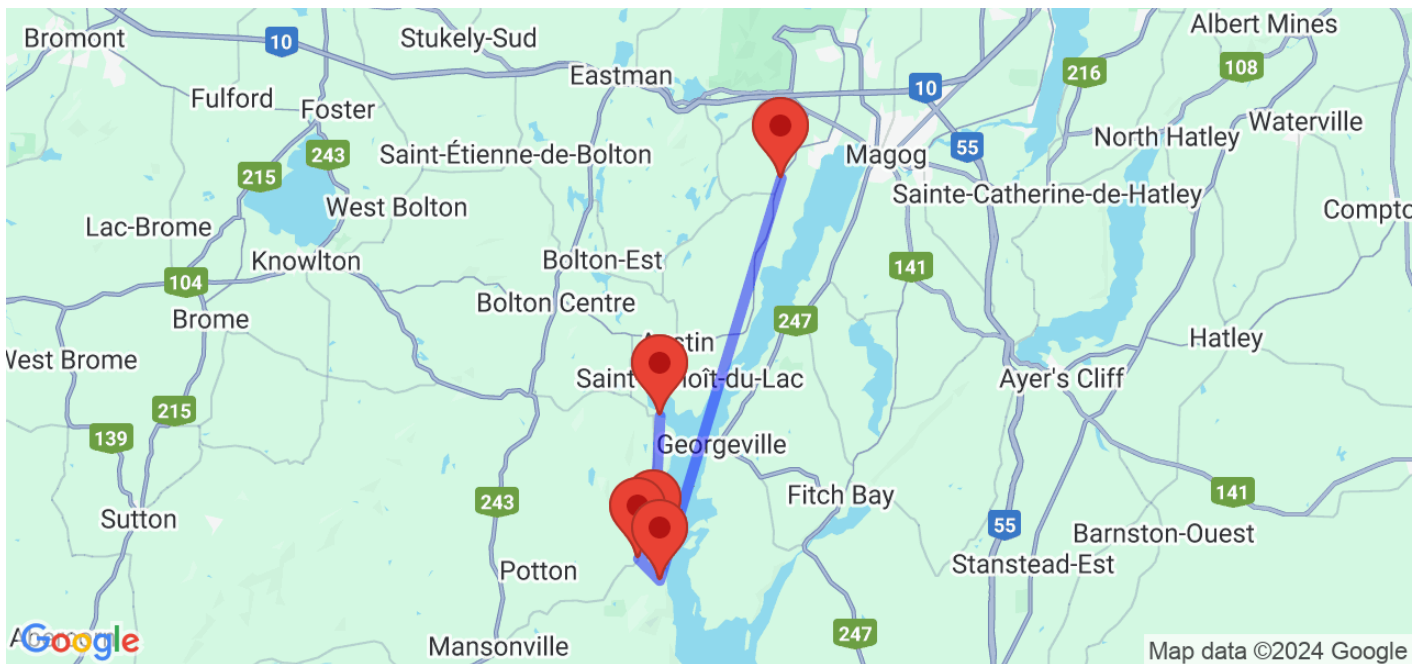 Albert Mines
Bromont
10
Stukely-Sud
216
108
Eastman
10
Fulford
Foster
Waterville
North Hatley
55
Magog
243
Saint-Étienne-de-Bolton
215
Sainte-Catherine-de-Hatley
West Bolton
Compto
Lac-Brome
Bolton-Est
Knowlton
141
104
Bolton Centre
Brome
247
Hatley
West Brome
Ayer's Cliff
215
139
Georgeville
Fitch Bay
243
141
Sutton
55
Barnston-Ouest
Stanstead-Est
Potton
247
Mansonville
Google
Map data ©2024 Google